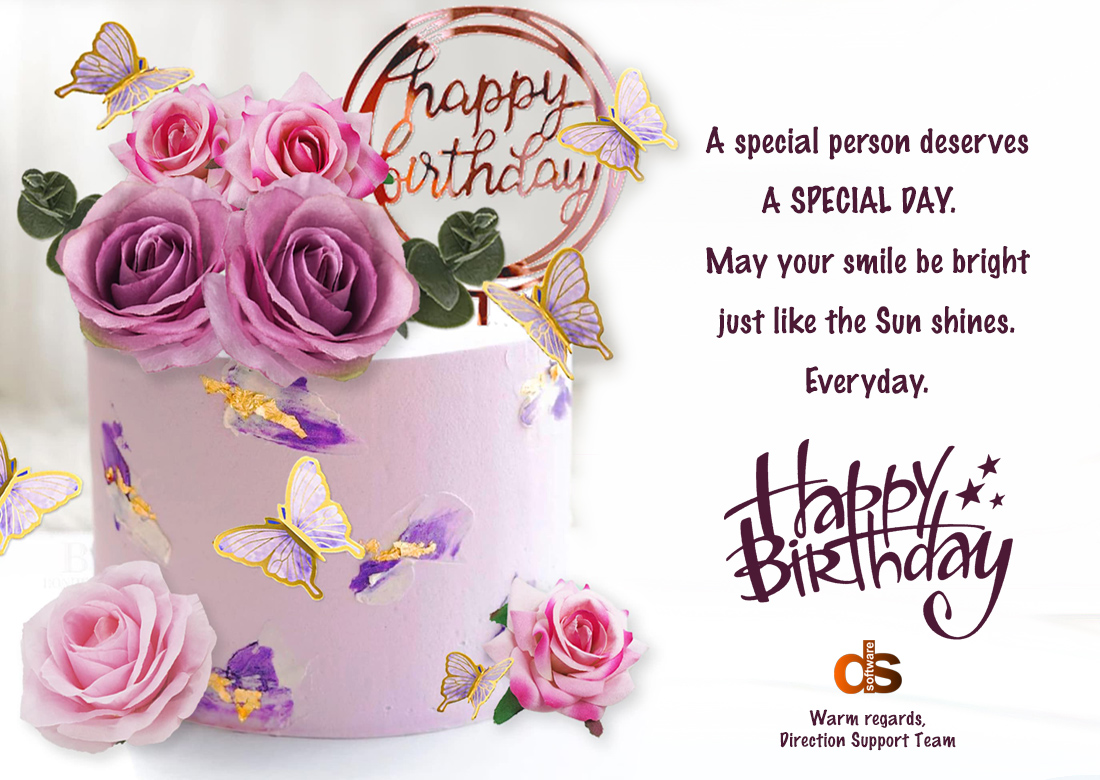 happy
birthday
A special person deserves
A SPECIAL DAY.
May your smile be bright
just like the Sun shines.
Everyday.
Happy
Birthday
ds software
Warm regards,
Direction Support Team